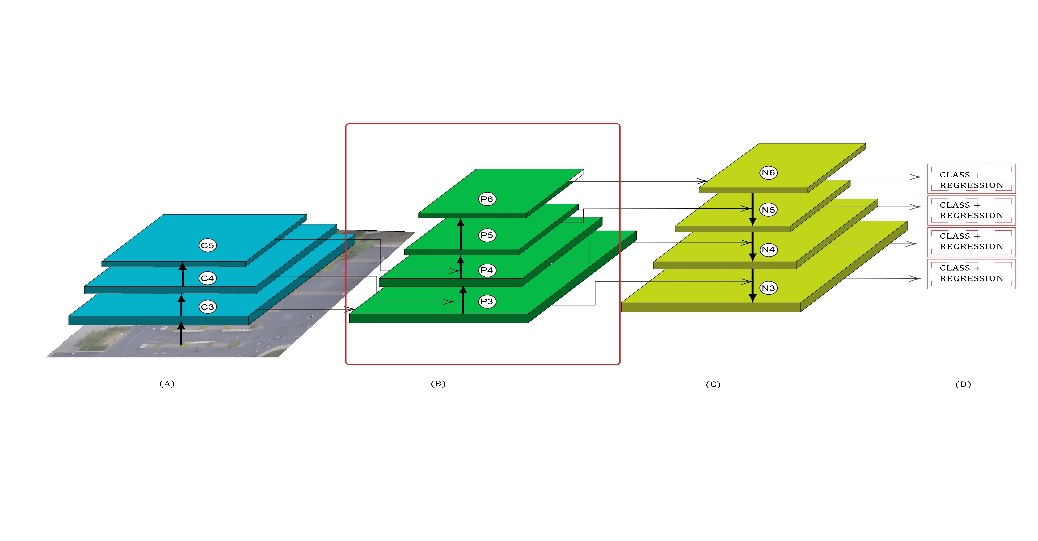 C5
C4
C3
P6
P5
P4
P3
N6
N5
N4
N3
CLASS +
REGRESSION
CLASS +
REGRESSION
CLASS +
REGRESSION
CLASS +
REGRESSION
(A)
(B)
(C)
(D)